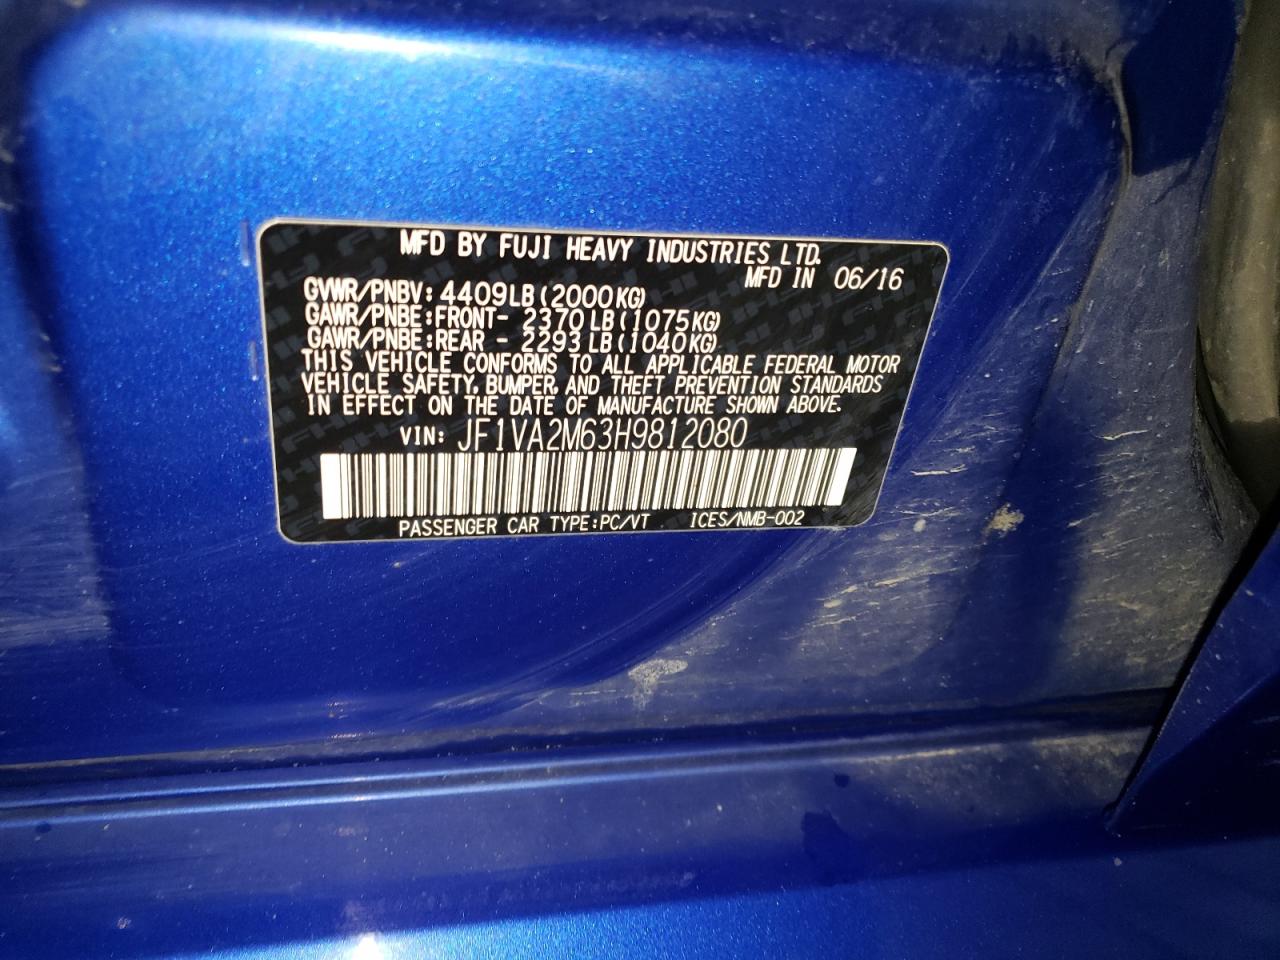 MFD BY FUJI HEAVY INDUSTRIES LTD.
MFD IN 06/16
GVWR/PNBV: 4409LB(2000KG)
GAWR/PNBE:FRONT- 2370LB(1075KG)
GAWR/PNBE:REAR - 2293LB(1040KG)
THIS VEHICLE CONFORMS TO ALL APPLICABLE FEDERAL MOTOR
VEHICLE SAFETY, BUMPER, AND THEFT PREVENTION STANDARDS
IN EFFECT ON THE DATE OF MANUFACTURE SHOWN ABOVE.
VIN: JF1VA2M63H9812080
PASSENGER CAR TYPE:PC/VT ICES/NMB-002